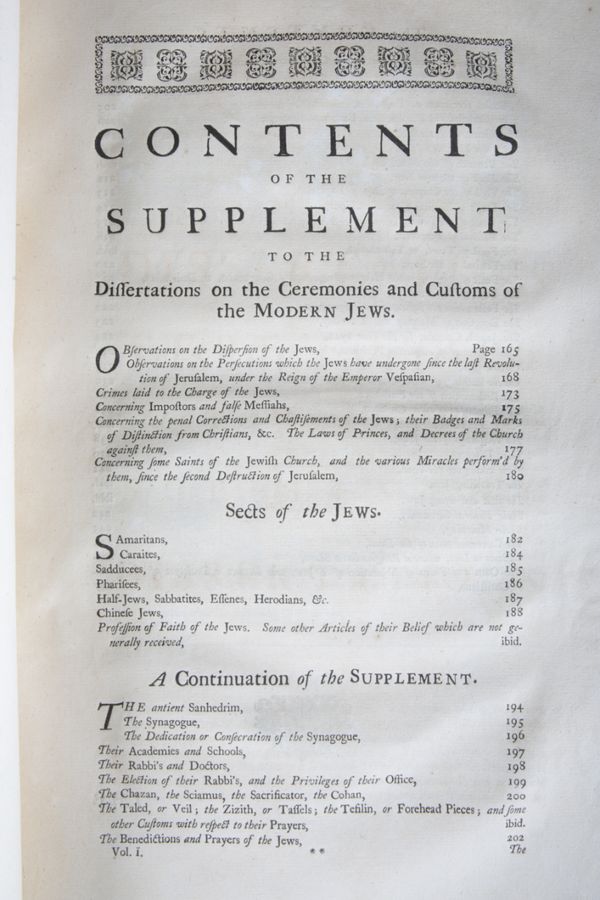 CONTENTS
OF THE
SUPPLEMENT
TO THE
Diſſertations on the Ceremonies and Cuſtoms of
the MODERN JEWS.
OBſervations on the Diſperſion of the Jews, Page 165
Obſervations on the Perſecutions which the Jews have undergone ſince the laſt Revolu-
tion of Jeruſalem, under the Reign of the Emperor Veſpaſian, 168
Crimes laid to the Charge of the Jews, 173
Concerning Impoſtors and falſe Meſſiahs, 175
Concerning the penal Corrections and Chaſtiſements of the Jews; their Badges and Marks
of Diſtinction from Chriſtians, &c. The Laws of Princes, and Decrees of the Church
againſt them, 177
Concerning ſome Saints of the Jewiſh Church, and the various Miracles perform'd by
them, ſince the ſecond Deſtruction of Jeruſalem, 180
Sects of the JEWS.
SAmaritans, 182
Caraites, 184
Sadducees, 185
Phariſees, 186
Half-Jews, Sabbatites, Eſſenes, Herodians, &c. 187
Chineſe Jews, 188
Profeſſion of Faith of the Jews. Some other Articles of their Belief which are not ge-
nerally received, ibid.
A Continuation of the SUPPLEMENT.
THE antient Sanhedrim, 194
The Synagogue, 195
The Dedication or Conſecration of the Synagogue, 196
Their Academies and Schools, 197
Their Rabbi's and Doctors, 198
The Election of their Rabbi's, and the Privileges of their Office, 199
The Chazan, the Sciamus, the Sacrificator, the Cohan, 200
The Taled, or Veil; the Zizith, or Taſſels; the Tefilin, or Forehead Pieces; and ſome
other Cuſtoms with reſpect to their Prayers, ibid.
The Benedictions and Prayers of the Jews, 202
Vol. I. * * The